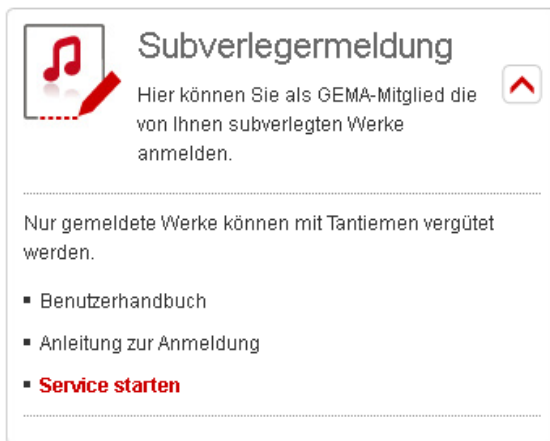 Subverlegermeldung
Hier können Sie als GEMA-Mitglied die
von Ihnen subverlegten Werke
anmelden.
Nur gemeldete Werke können mit Tantiemen vergütet
werden.
Benutzerhandbuch
Anleitung zur Anmeldung
Service starten